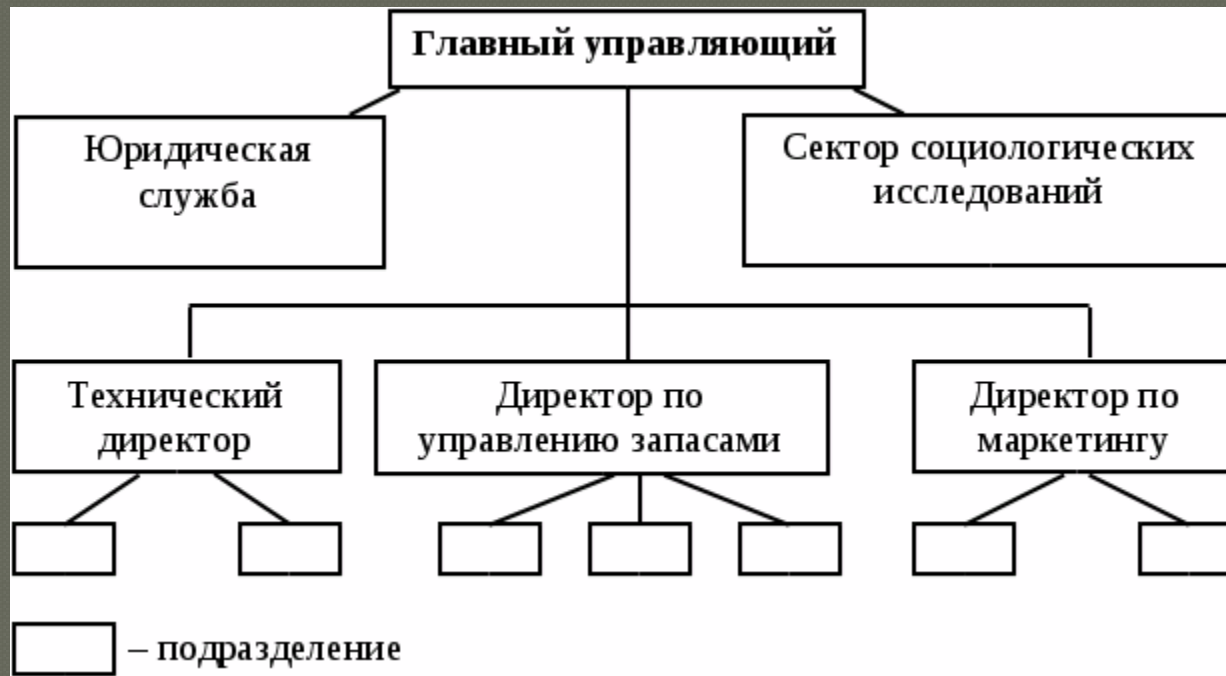 Главный управляющий
Юридическая
служба
Сектор социологических
исследований
Технический
директор
Директор по
управлению запасами
Директор по
маркетингу
– подразделение